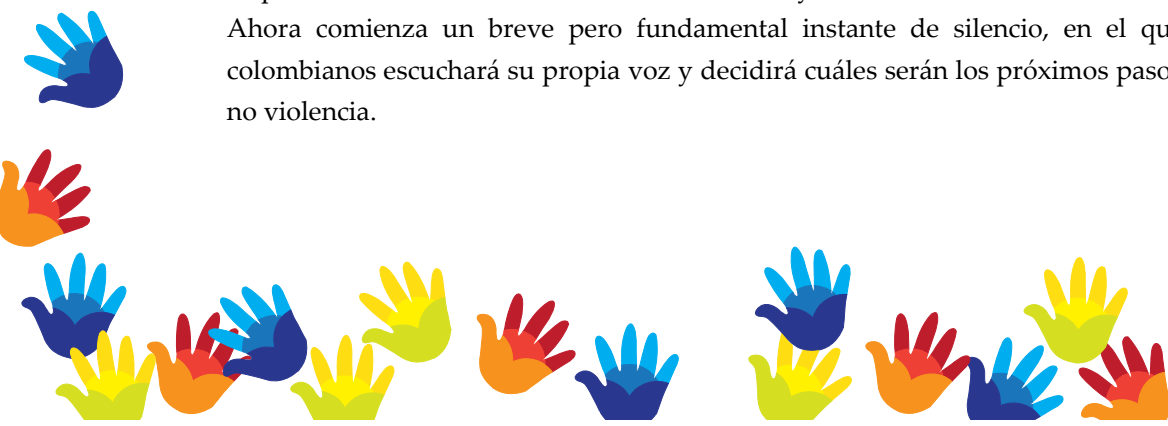 Ahora comienza un breve pero fundamental instante de silencio, en el qu
colombianos escuchará su propia voz y decidirá cuáles serán los próximos paso
no violencia.